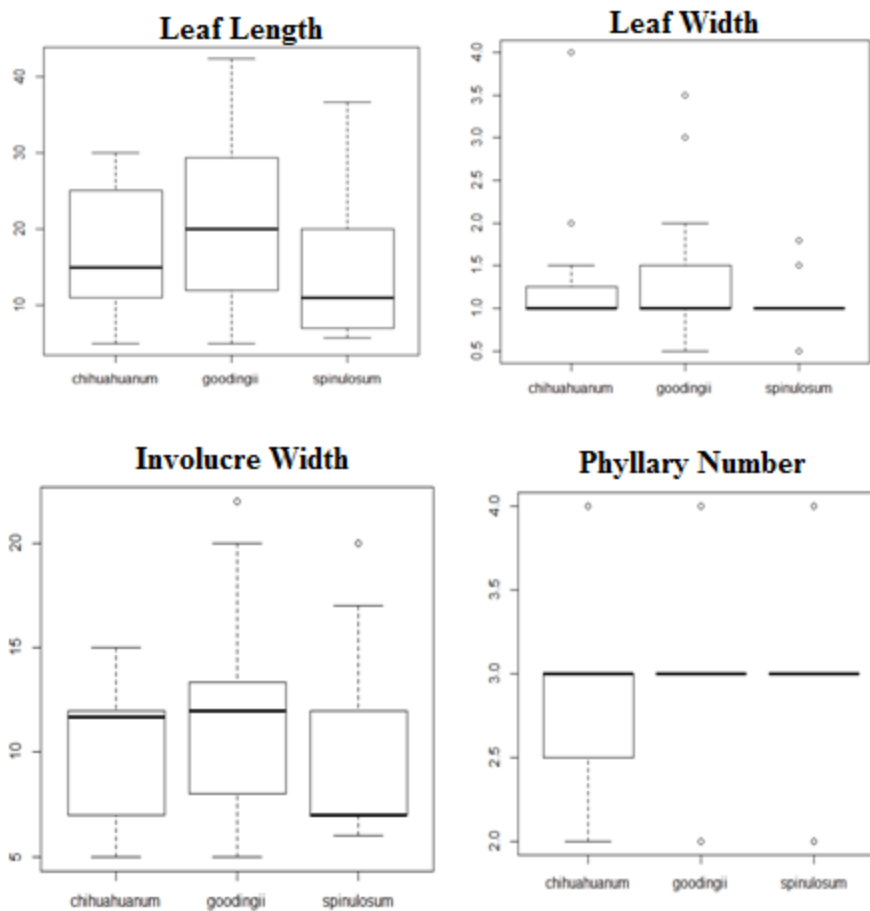 Leaf Length
40
30
20
10
chihuahuanum goodingii spinulosum
Leaf Width
4.0
3.5
3.0
2.5
2.0
1.5
1.0
0.5
chihuahuanum goodingii spinulosum
Involucre Width
20
15
10
5
chihuahuanum goodingii spinulosum
Phyllary Number
4.0
3.5
3.0
2.5
2.0
chihuahuanum goodingii spinulosum